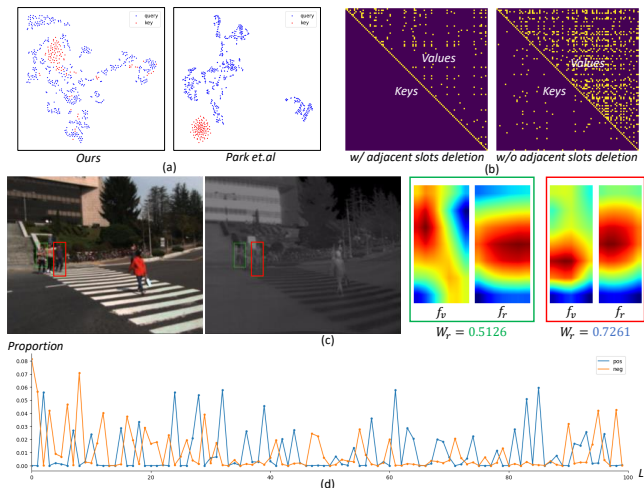 query
key
query
key
Ours
Park et.al
(a)
Values
Keys
Values
Keys
w/ adjacent slots deletion
w/o adjacent slots deletion
(b)
f_v
f_r
f_v
f_r
W_r = 0.5126
W_r = 0.7261
(c)
Proportion
pos
neg
0.08
0.07
0.06
0.05
0.04
0.03
0.02
0.01
0.00
0
20
40
60
80
100
L
(d)